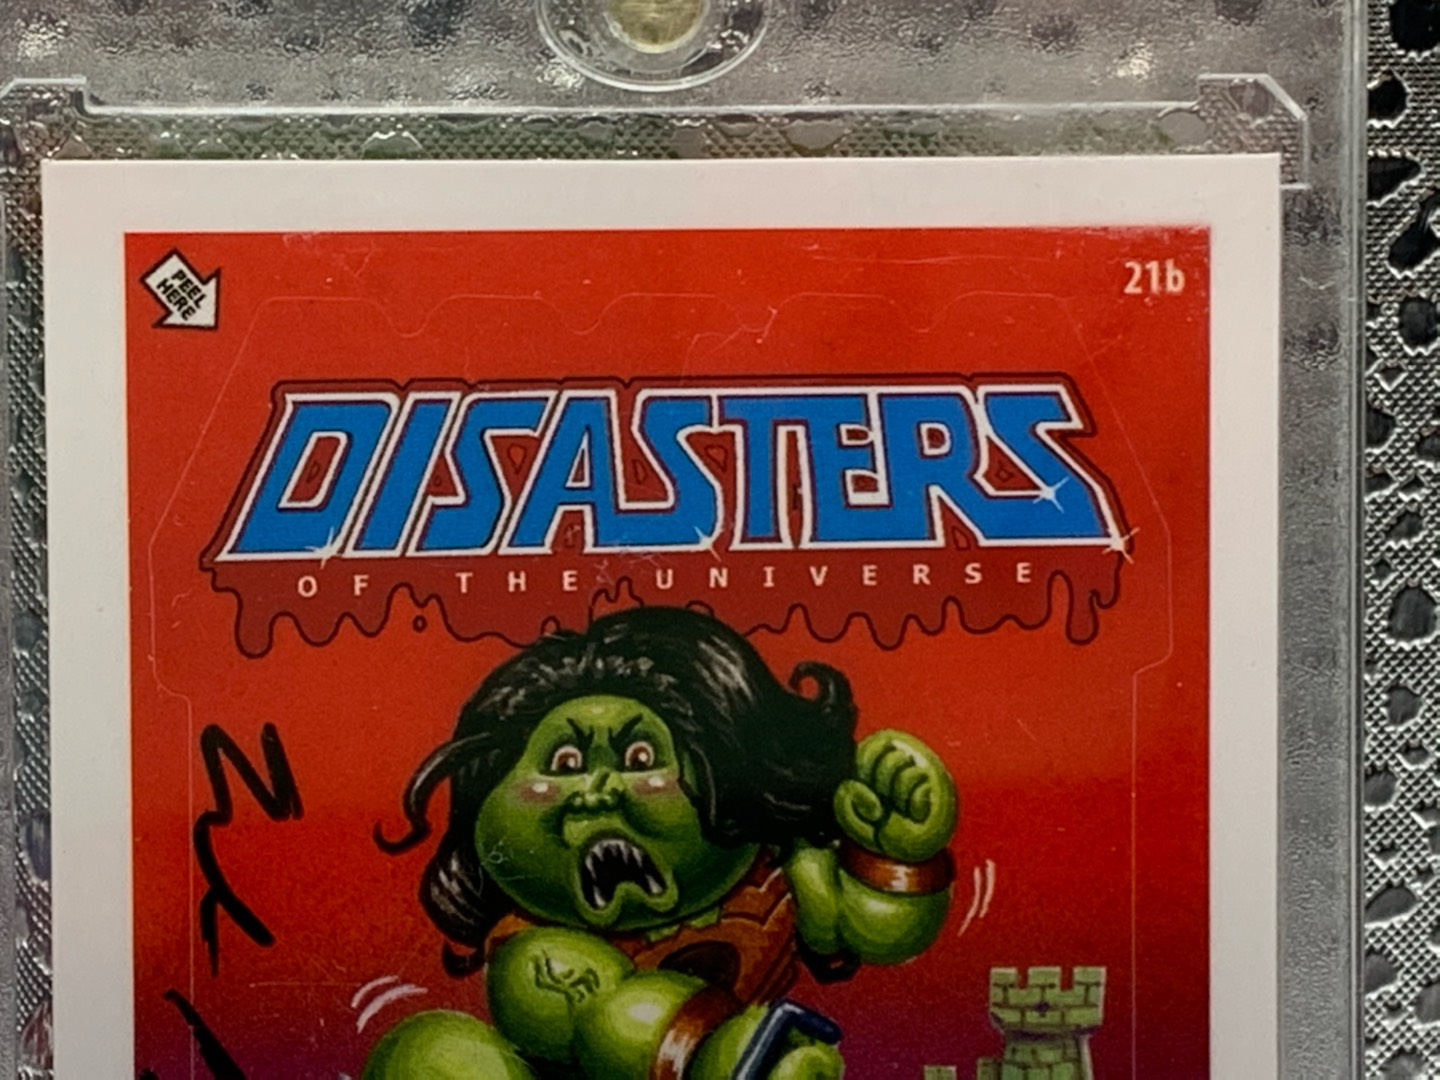 PEEL
HERE
21b
DISASTERS
OF THE UNIVERSE